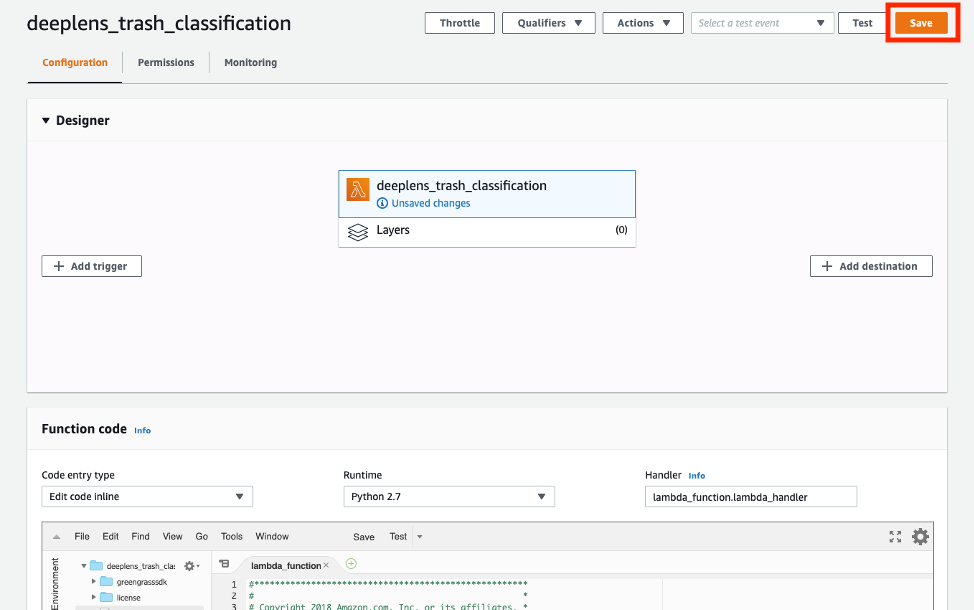 deeplens_trash_classification
Throttle Qualifiers Actions Select a test event Test Save
Configuration Permissions Monitoring
Designer
deeplens_trash_classification
Unsaved changes
Layers (0)
Add trigger Add destination
Function code Info
Code entry type Runtime Handler Info
Edit code inline Python 2.7 lambda_function.lambda_handler
File Edit Find View Go Tools Window Save Test
Environment
deeplens_trash_clas lambda_function
greengrasssdk 1 #*****************************************************
license 2 # *
3 # Copyright 2018 Amazon.com, Inc. or its affiliates. *